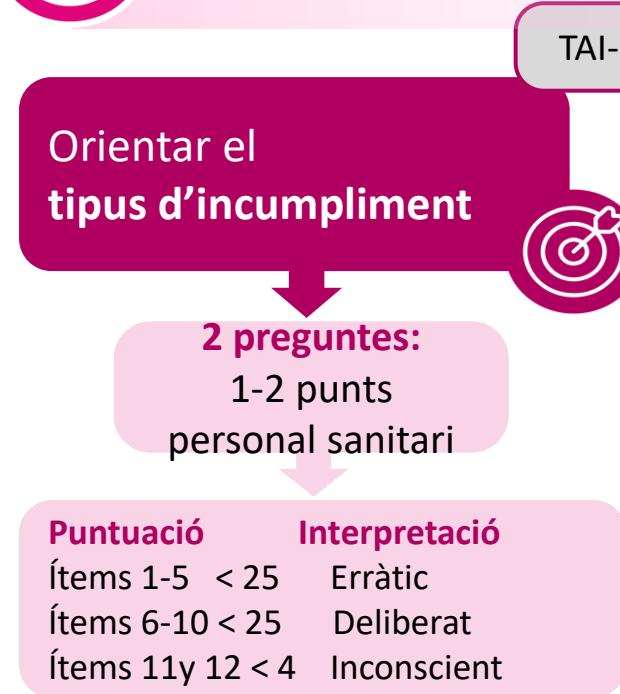 TAI-
Orientar el
tipus d'incumpliment
2 preguntes:
1-2 punts
personal sanitari
Puntuació Interpretació
Ítems 1-5 < 25 Erràtic
Ítems 6-10 < 25 Deliberat
Ítems 11y 12 < 4 Inconscient